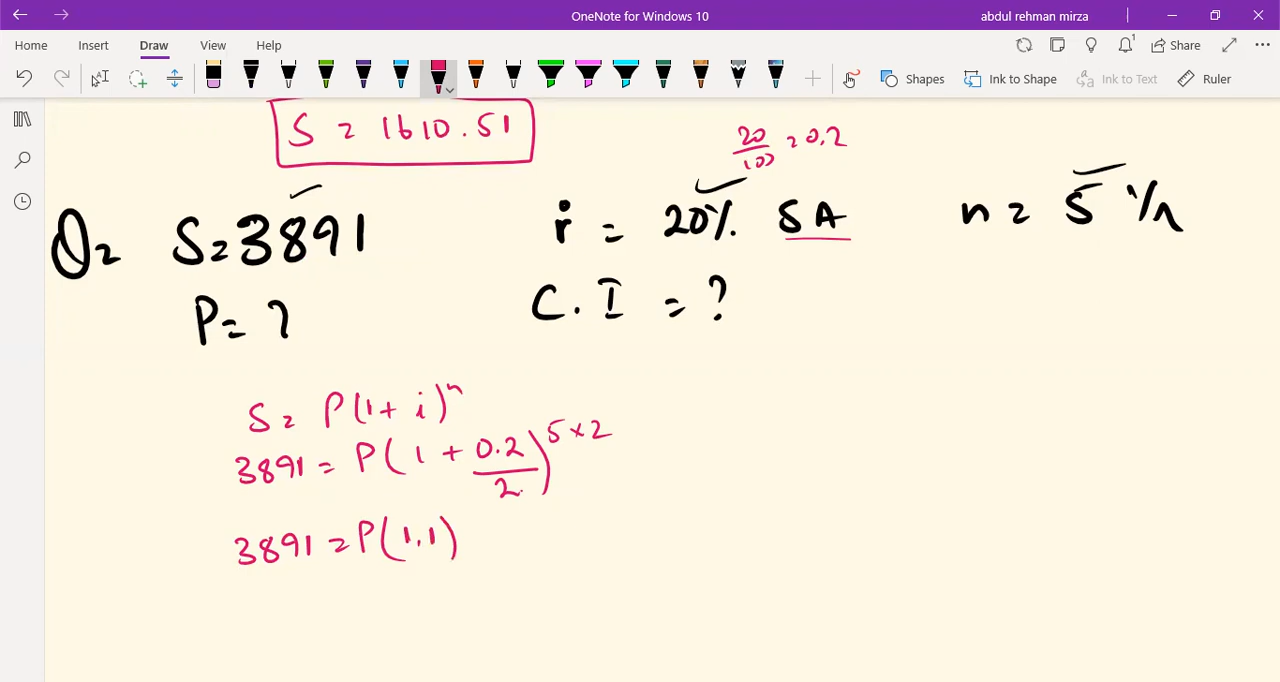 OneNote for Windows 10
abdul rehman mirza
Home Insert Draw View Help
Share
Shapes Ink to Shape Ink to Text Ruler
S = 1610.51
20/100 = 0.2
Q2 S=3891 i = 20% SA n = 5 Y/r
P= ? C.I = ?
S= P(1+i)^n
3891 = P(1 + 0.2/2)^5×2
3891 = P(1.1)